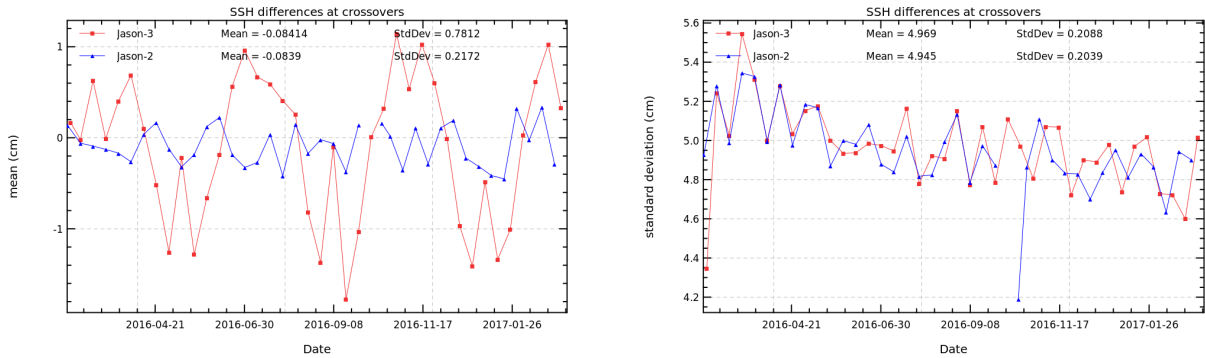 SSH differences at crossovers
Jason-3 Mean = -0.08414 StdDev = 0.7812
Jason-2 Mean = -0.0839 StdDev = 0.2172
1
0
-1
mean (cm)
2016-04-21 2016-06-30 2016-09-08 2016-11-17 2017-01-26
Date
SSH differences at crossovers
Jason-3 Mean = 4.969 StdDev = 0.2088
Jason-2 Mean = 4.945 StdDev = 0.2039
5.6
5.4
5.2
5.0
4.8
4.6
4.4
4.2
standard deviation (cm)
2016-04-21 2016-06-30 2016-09-08 2016-11-17 2017-01-26
Date